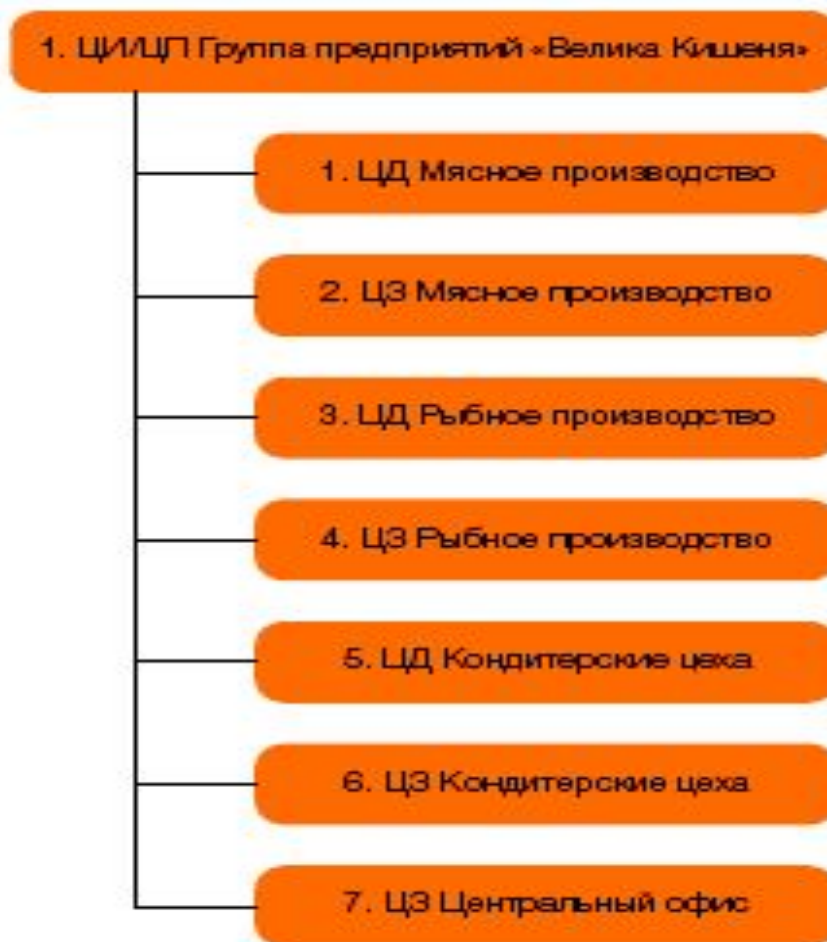 1. ЦИ/ЦП Группа предприятий «Велика Кишеня»
1. ЦД Мясное производство
2. ЦЗ Мясное производство
3. ЦД Рыбное производство
4. ЦЗ Рыбное производство
5. ЦД Кондитерские цеха
6. ЦЗ Кондитерские цеха
7. ЦЗ Центральный офис